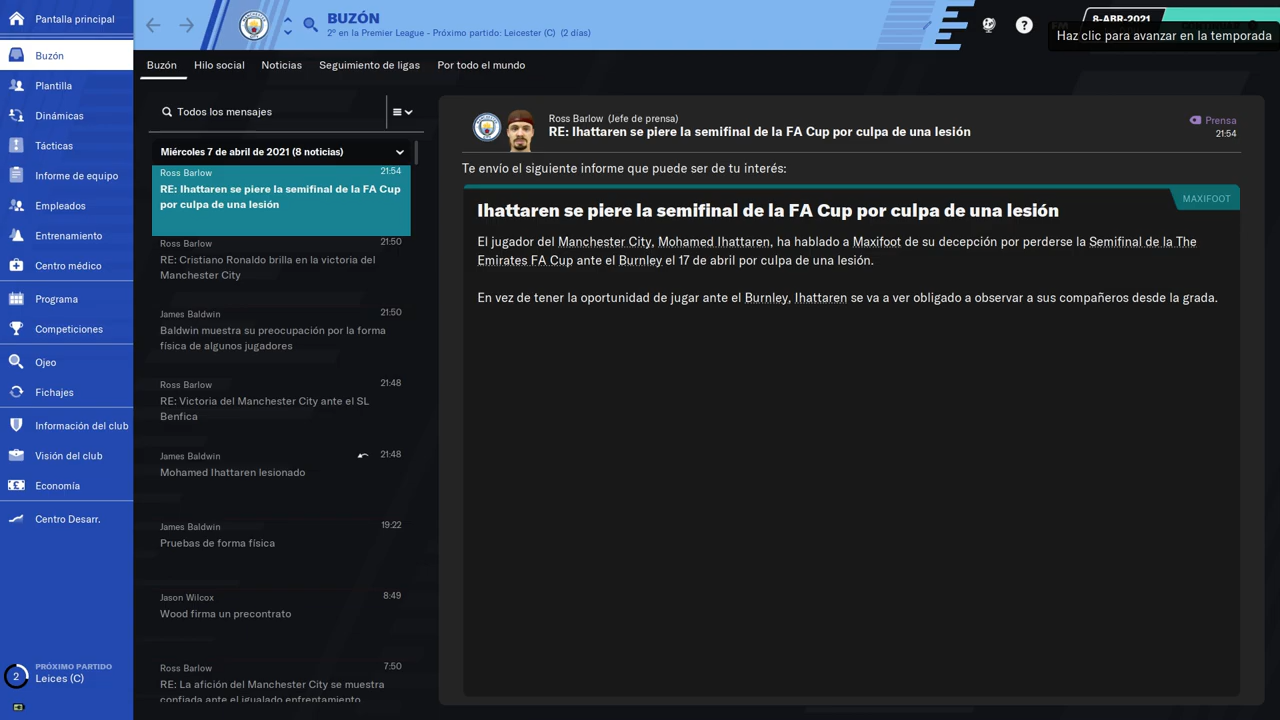 Pantalla principal
Buzón
Plantilla
Dinámicas
Tácticas
Informe de equipo
Empleados
Entrenamiento
Centro médico
Programa
Competiciones
Ojeo
Fichajes
Información del club
Visión del club
Economía
Centro Desarr.
2
PRÓXIMO PARTIDO
Leices (C)
BUZÓN
2º en la Premier League - Próximo partido: Leicester (C) (2 días)
8-ABR-2021
Haz clic para avanzar en la temporada
Buzón
Hilo social
Noticias
Seguimiento de ligas
Por todo el mundo
Todos los mensajes
Miércoles 7 de abril de 2021 (8 noticias)
Ross Barlow 21:54
RE: Ihattaren se piere la semifinal de la FA Cup
por culpa de una lesión
Ross Barlow 21:50
RE: Cristiano Ronaldo brilla en la victoria del
Manchester City
James Baldwin 21:50
Baldwin muestra su preocupación por la forma
física de algunos jugadores
Ross Barlow 21:48
RE: Victoria del Manchester City ante el SL
Benfica
James Baldwin 21:48
Mohamed Ihattaren lesionado
James Baldwin 19:22
Pruebas de forma física
Jason Wilcox 8:49
Wood firma un precontrato
Ross Barlow 7:50
RE: La afición del Manchester City se muestra
confiada ante el igualado enfrentamiento
Ross Barlow (Jefe de prensa)
RE: Ihattaren se piere la semifinal de la FA Cup por culpa de una lesión
Prensa
21:54
Te envío el siguiente informe que puede ser de tu interés:
MAXIFOOT
Ihattaren se piere la semifinal de la FA Cup por culpa de una lesión
El jugador del Manchester City, Mohamed Ihattaren, ha hablado a Maxifoot de su decepción por perderse la Semifinal de la The
Emirates FA Cup ante el Burnley el 17 de abril por culpa de una lesión.
En vez de tener la oportunidad de jugar ante el Burnley, Ihattaren se va a ver obligado a observar a sus compañeros desde la grada.